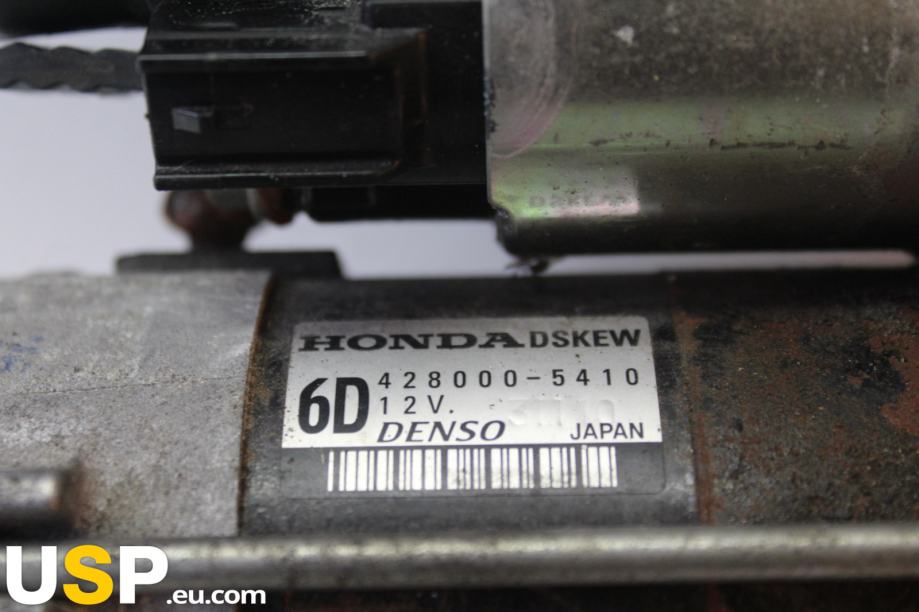 HONDA DSKEW
6D 428000-5410
12V.
DENSO JAPAN
USP.eu.com